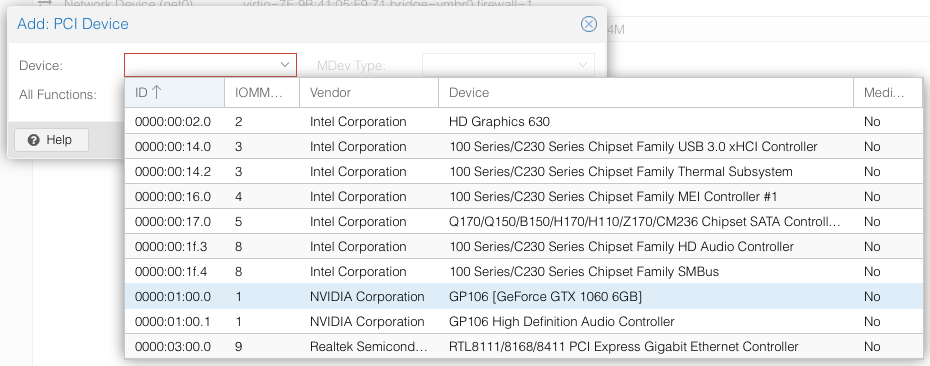 Network Device (net0) virtio=7E:9B:41:05:E9:71,bridge=vmbr0,firewall=1
Add: PCI Device
4M
Device: MDev Type:
All Functions:
ID IOMM... Vendor Device Medi...
0000:00:02.0 2 Intel Corporation HD Graphics 630 No
0000:00:14.0 3 Intel Corporation 100 Series/C230 Series Chipset Family USB 3.0 xHCI Controller No
0000:00:14.2 3 Intel Corporation 100 Series/C230 Series Chipset Family Thermal Subsystem No
0000:00:16.0 4 Intel Corporation 100 Series/C230 Series Chipset Family MEI Controller #1 No
0000:00:17.0 5 Intel Corporation Q170/Q150/B150/H170/H110/Z170/CM236 Chipset SATA Controll... No
0000:00:1f.3 8 Intel Corporation 100 Series/C230 Series Chipset Family HD Audio Controller No
0000:00:1f.4 8 Intel Corporation 100 Series/C230 Series Chipset Family SMBus No
0000:01:00.0 1 NVIDIA Corporation GP106 [GeForce GTX 1060 6GB] No
0000:01:00.1 1 NVIDIA Corporation GP106 High Definition Audio Controller No
0000:03:00.0 9 Realtek Semicond... RTL8111/8168/8411 PCI Express Gigabit Ethernet Controller No
Help